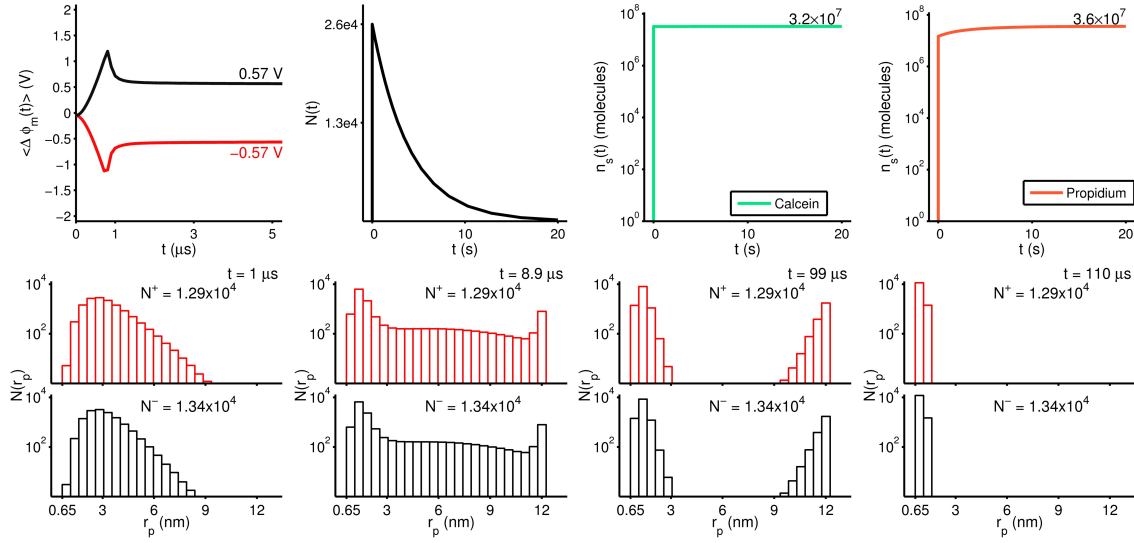 <Δ ϕm(t)> (V)
2
1.5
1
0.5
0
−0.5
−1
−1.5
−2
0.57 V
−0.57 V
0 1 3 5
t (μs)
N(t)
2.6e4
1.3e4
0 10 20
t (s)
ns(t) (molecules)
10^8
10^6
10^4
10^2
10^0
3.2×10^7
Calcein
0 10 20
t (s)
ns(t) (molecules)
10^8
10^6
10^4
10^2
10^0
3.6×10^7
Propidium
0 10 20
t (s)
t = 1 μs
N+ = 1.29x10^4
10^4
10^2
N(rp)
N− = 1.34x10^4
10^4
10^2
0.65 3 6 9 12
rp (nm)
t = 8.9 μs
N+ = 1.29x10^4
10^4
10^2
N(rp)
N− = 1.34x10^4
10^4
10^2
0.65 3 6 9 12
rp (nm)
t = 99 μs
N+ = 1.29x10^4
10^4
10^2
N(rp)
N− = 1.34x10^4
10^4
10^2
0.65 3 6 9 12
rp (nm)
t = 110 μs
N+ = 1.29x10^4
10^4
10^2
N(rp)
N− = 1.34x10^4
10^4
10^2
0.65 3 6 9 12
rp (nm)